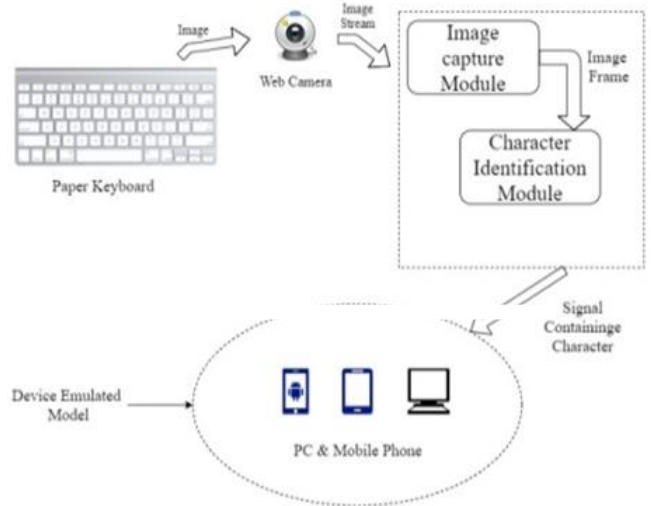 Image
Image
Stream
Web Camera
Paper Keyboard
Image
capture
Module
Image
Frame
Character
Identification
Module
Signal
Containinge
Character
Device Emulated
Model
PC & Mobile Phone